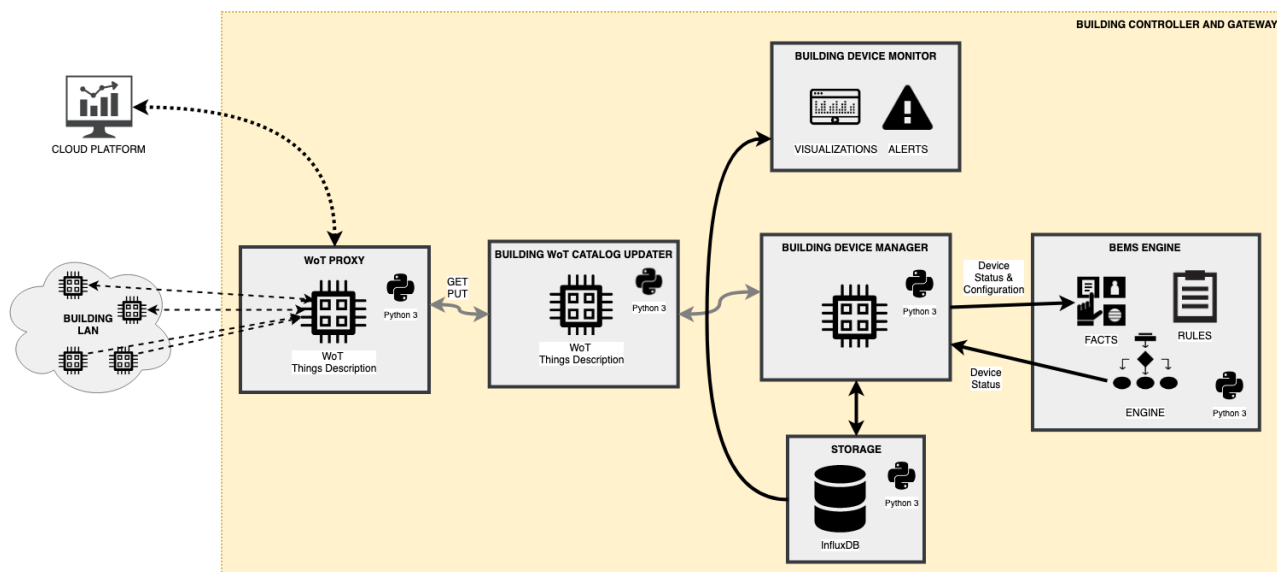 BUILDING CONTROLLER AND GATEWAY
BUILDING DEVICE MONITOR
VISUALIZATIONS
ALERTS
CLOUD PLATFORM
BUILDING
LAN
WoT PROXY
Python 3
WoT
Things Description
GET
PUT
BUILDING WoT CATALOG UPDATER
Python 3
WoT
Things Description
BUILDING DEVICE MANAGER
Python 3
Device
Status &
Configuration
Device
Status
BEMS ENGINE
FACTS
RULES
ENGINE
Python 3
STORAGE
Python 3
InfluxDB